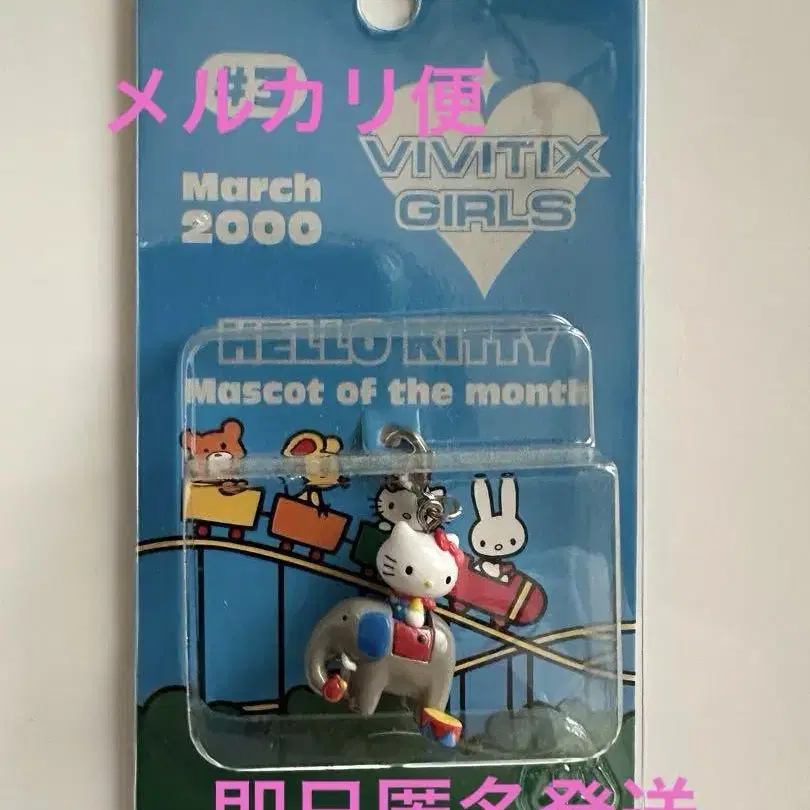 #3
メルカリ便
VIVITIX
GIRLS
March
2000
HELLO KITTY
Mascot of the month
即日匿名発送